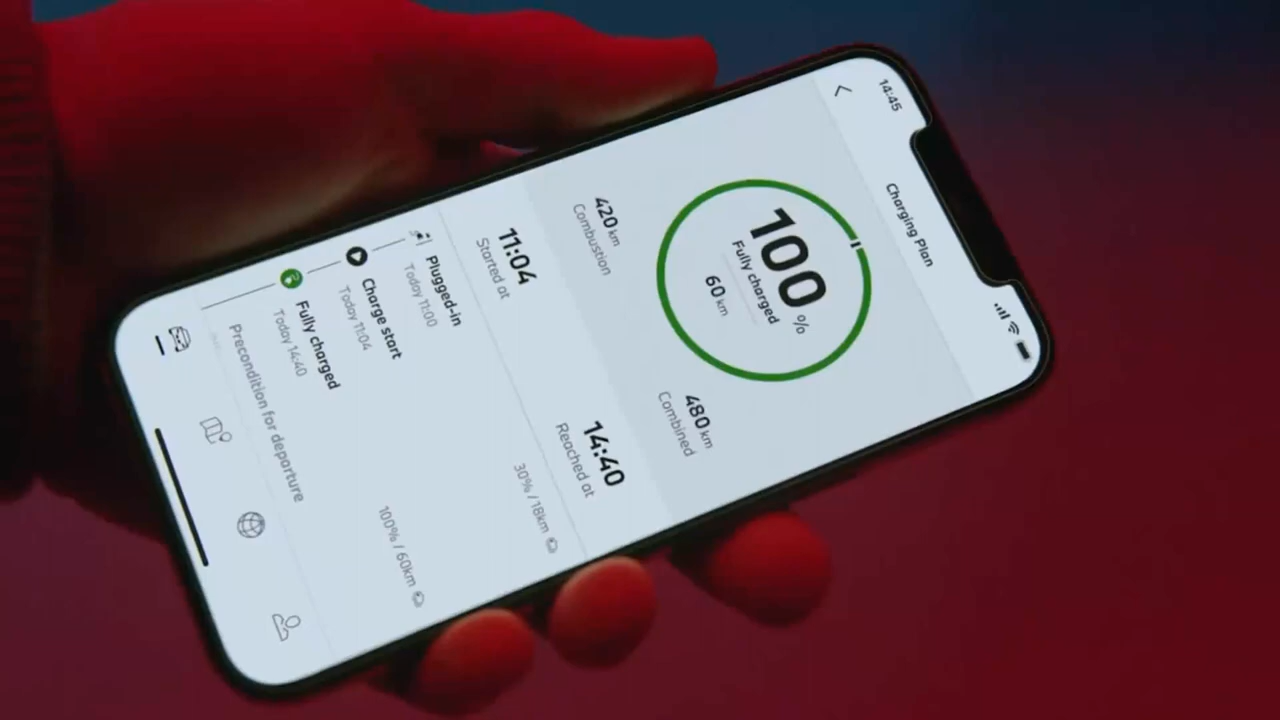 14:45
Charging Plan
100 %
Fully charged
60 km
420 km
Combustion
480 km
Combined
11:04
Started at
14:40
Reached at
Plugged-in
Today 11:00
30% / 18km
Charge start
Today 11:04
Fully charged
Today 14:40
100% / 60km
Precondition for departure